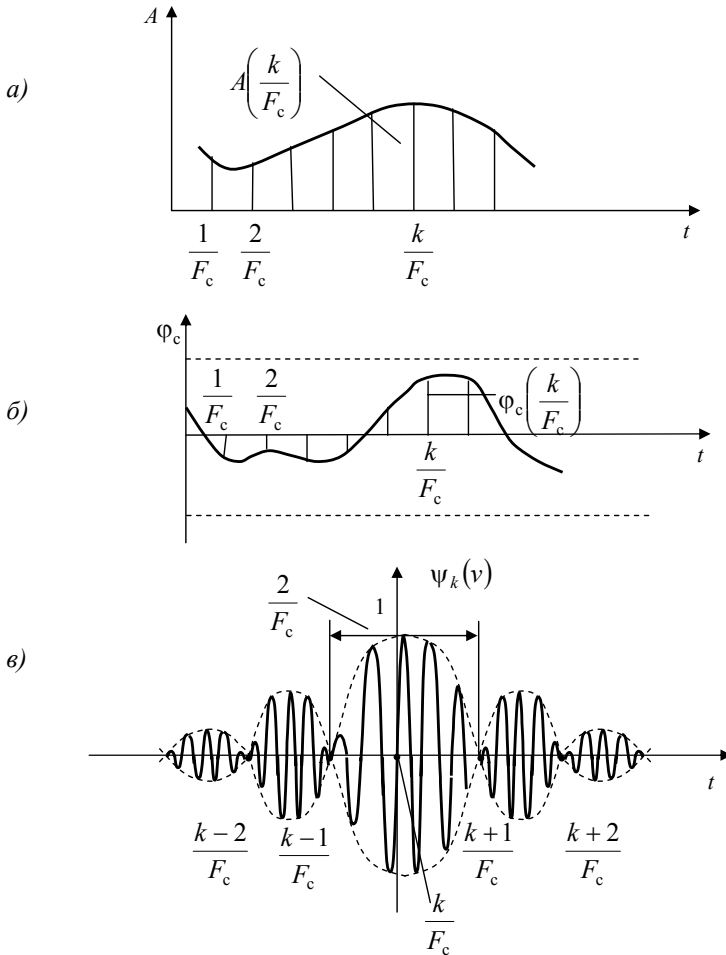 а)
A
A(k/F_c)
1/F_c 2/F_c k/F_c t
б)
φ_c
1/F_c 2/F_c φ_c(k/F_c)
k/F_c t
в)
2/F_c 1 ψ_k(v)
t
k−2/F_c k−1/F_c k+1/F_c k+2/F_c
k/F_c